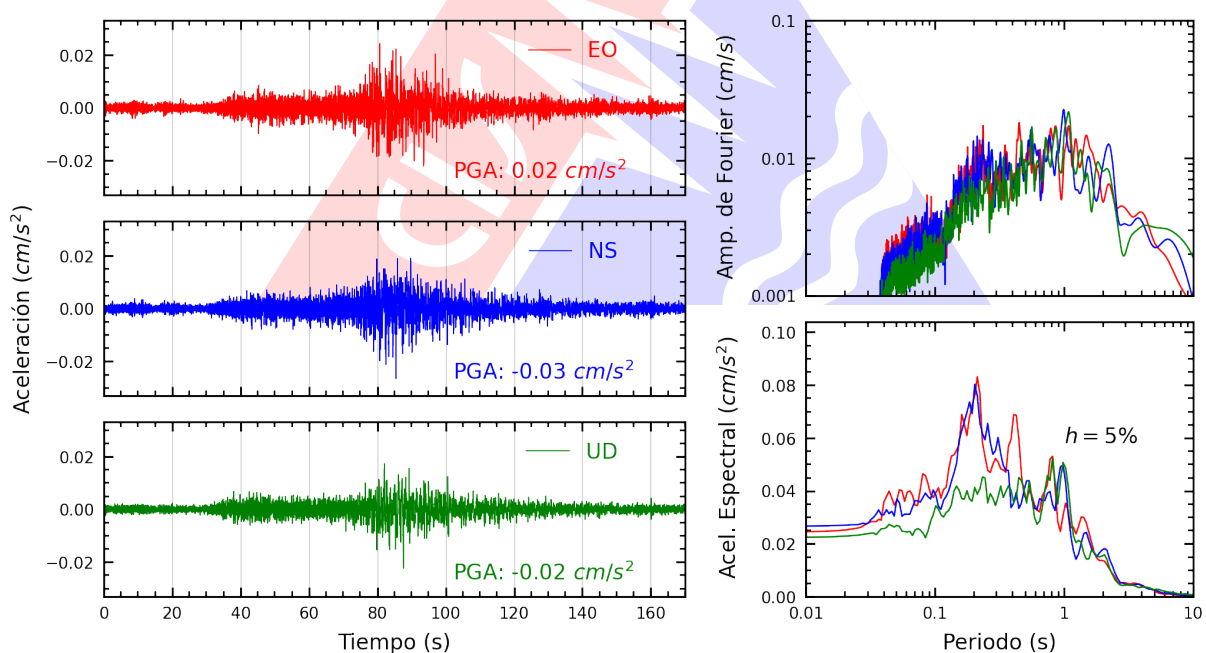 Aceleración (cm/s²)
0.02
0.00
−0.02
EO
PGA: 0.02 cm/s²
0.02
0.00
−0.02
NS
PGA: -0.03 cm/s²
0.02
0.00
−0.02
UD
PGA: -0.02 cm/s²
0 20 40 60 80 100 120 140 160
Tiempo (s)
Amp. de Fourier (cm/s)
0.1
0.01
0.001
Acel. Espectral (cm/s²)
0.10
0.08
0.06
0.04
0.02
0.00
h = 5%
0.01 0.1 1 10
Periodo (s)